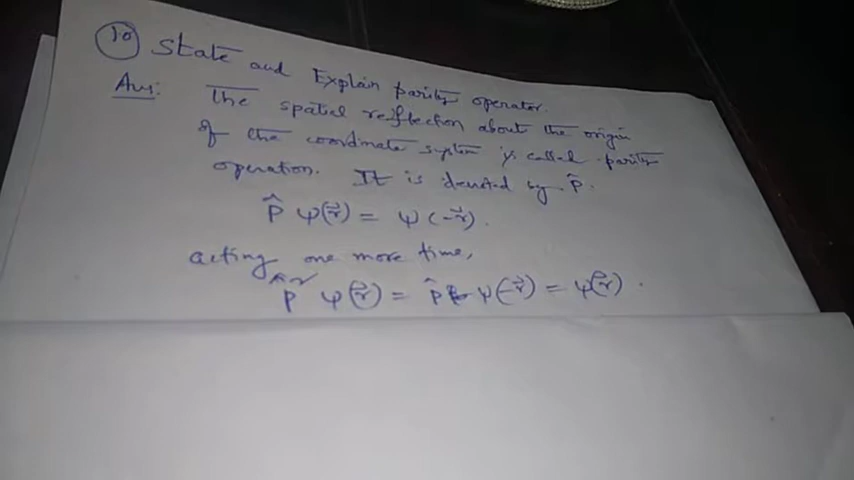 10 State and Explain parity operator.
Ans: The spatial reflection about the origin
of the coordinate system is called parity
operation. It is denoted by P̂.
P̂ ψ(r⃗) = ψ(-r⃗).
acting one more time,
P̂² ψ(r⃗) = P̂ ψ(-r⃗) = ψ(r⃗).